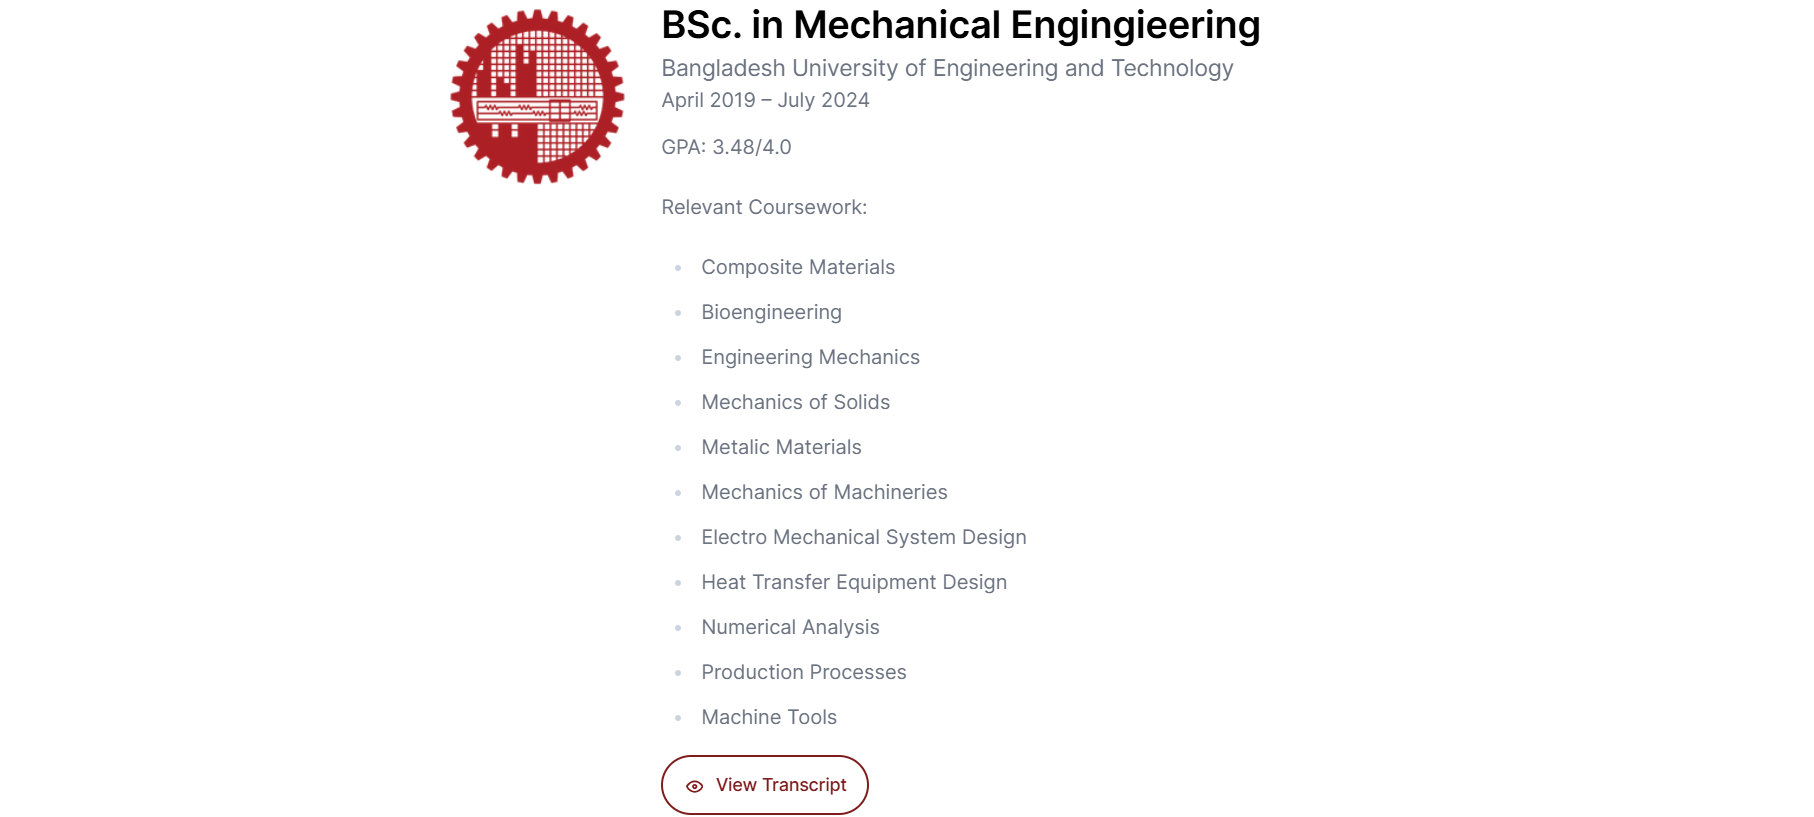 BSc. in Mechanical Engingieering
Bangladesh University of Engineering and Technology
April 2019 – July 2024
GPA: 3.48/4.0
Relevant Coursework:
Composite Materials
Bioengineering
Engineering Mechanics
Mechanics of Solids
Metalic Materials
Mechanics of Machineries
Electro Mechanical System Design
Heat Transfer Equipment Design
Numerical Analysis
Production Processes
Machine Tools
View Transcript